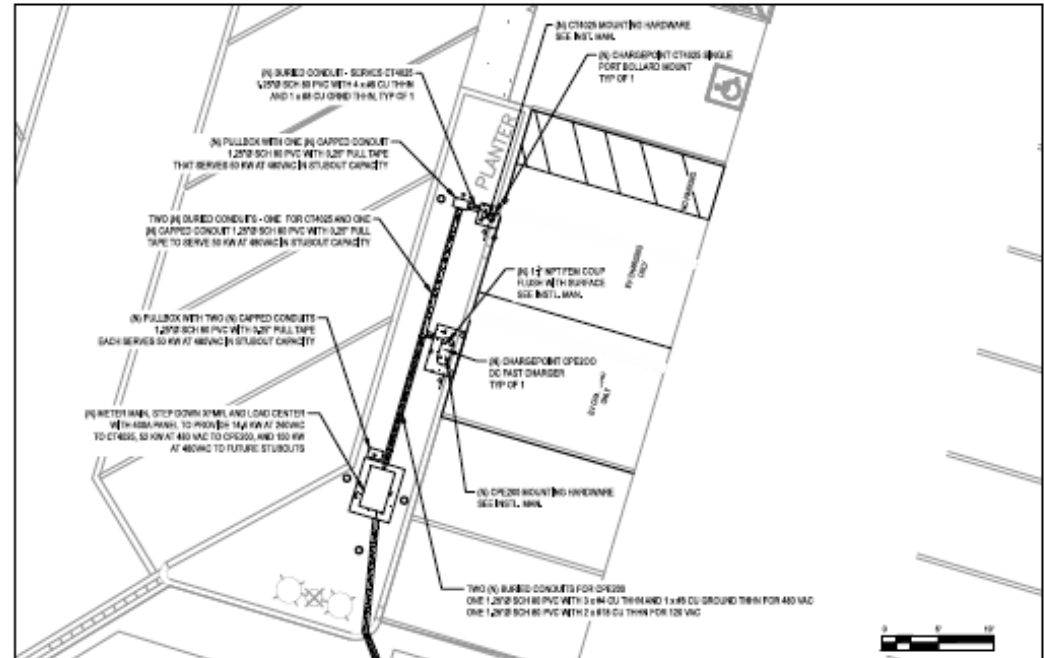 (N) CT4025 MOUNTING HARDWARE
SEE INST. MAN.
(N) CHARGEPOINT CT4025 SINGLE
PORT BOLLARD MOUNT
TYP OF 1
(N) BURIED CONDUIT - SERVES CT4025
1.25"Ø SCH 80 PVC WITH 4 x #6 CU THHN
AND 1 x #8 CU GRND THHN, TYP OF 1
(N) PULLBOX WITH ONE (N) CAPPED CONDUIT
1.25"Ø SCH 80 PVC WITH 0.25" PULL TAPE
THAT SERVES 50 KW AT 480VAC IN STUBOUT CAPACITY
PLANTER
NO PARKING
TWO (N) BURIED CONDUITS - ONE FOR CT4025 AND ONE
(N) CAPPED CONDUIT 1.25"Ø SCH 80 PVC WITH 0.25" PULL
TAPE TO SERVE 50 KW AT 480VAC IN STUBOUT CAPACITY
EV CHARGING
ONLY
(N) 1½" NPT FEM COUP
FLUSH WITH SURFACE
SEE INSTL. MAN.
(N) PULLBOX WITH TWO (N) CAPPED CONDUITS
1.25"Ø SCH 80 PVC WITH 0.25" PULL TAPE
EACH SERVES 50 KW AT 480VAC IN STUBOUT CAPACITY
(N) CHARGEPOINT CPE200
DC FAST CHARGER
TYP OF 1
ONLY
(N) METER MAIN, STEP DOWN XFMR, AND LOAD CENTER
WITH 400A PANEL TO PROVIDE 14.4 KW AT 240VAC
TO CT4025, 52 KW AT 480 VAC TO CPE200, AND 150 KW
AT 480VAC TO FUTURE STUBOUTS
(N) CPE200 MOUNTING HARDWARE
SEE INSTL. MAN.
TWO (N) BURIED CONDUITS FOR CPE200
ONE 1.25"Ø SCH 80 PVC WITH 3 x #4 CU THHN AND 1 x #8 CU GROUND THHN FOR 480 VAC
ONE 1.25"Ø SCH 80 PVC WITH 2 x #18 CU THHN FOR 120 VAC
0 5' 10'